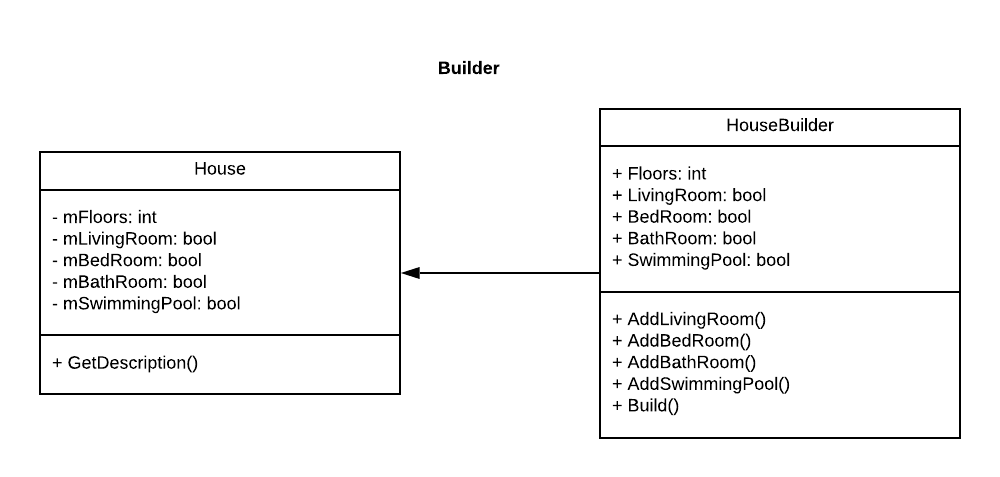 Builder
House
- mFloors: int
- mLivingRoom: bool
- mBedRoom: bool
- mBathRoom: bool
- mSwimmingPool: bool
+ GetDescription()
HouseBuilder
+ Floors: int
+ LivingRoom: bool
+ BedRoom: bool
+ BathRoom: bool
+ SwimmingPool: bool
+ AddLivingRoom()
+ AddBedRoom()
+ AddBathRoom()
+ AddSwimmingPool()
+ Build()